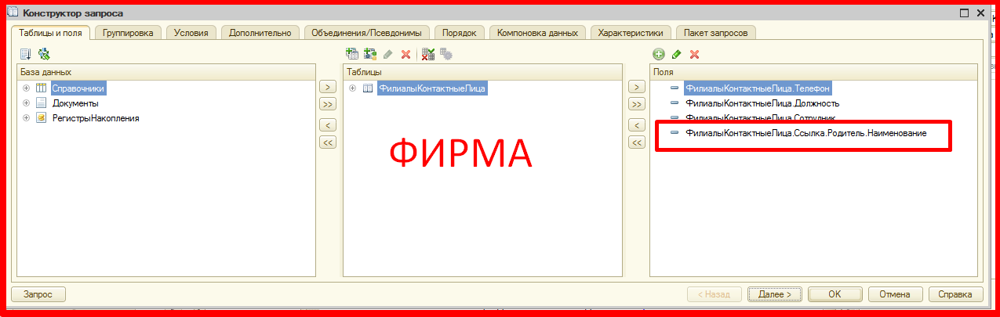 Конструктор запроса
Таблицы и поля Группировка Условия Дополнительно Объединения/Псевдонимы Порядок Компоновка данных Характеристики Пакет запросов
База данных
Справочники
Документы
РегистрыНакопления
>
>>
<
<<
Таблицы
ФилиалыКонтактныеЛица
ФИРМА
>
>>
<
<<
Поля
ФилиалыКонтактныеЛица.Телефон
ФилиалыКонтактныеЛица.Должность
ФилиалыКонтактныеЛица.Сотрудник
ФилиалыКонтактныеЛица.Ссылка.Родитель.Наименование
Запрос < Назад Далее > ОК Отмена Справка